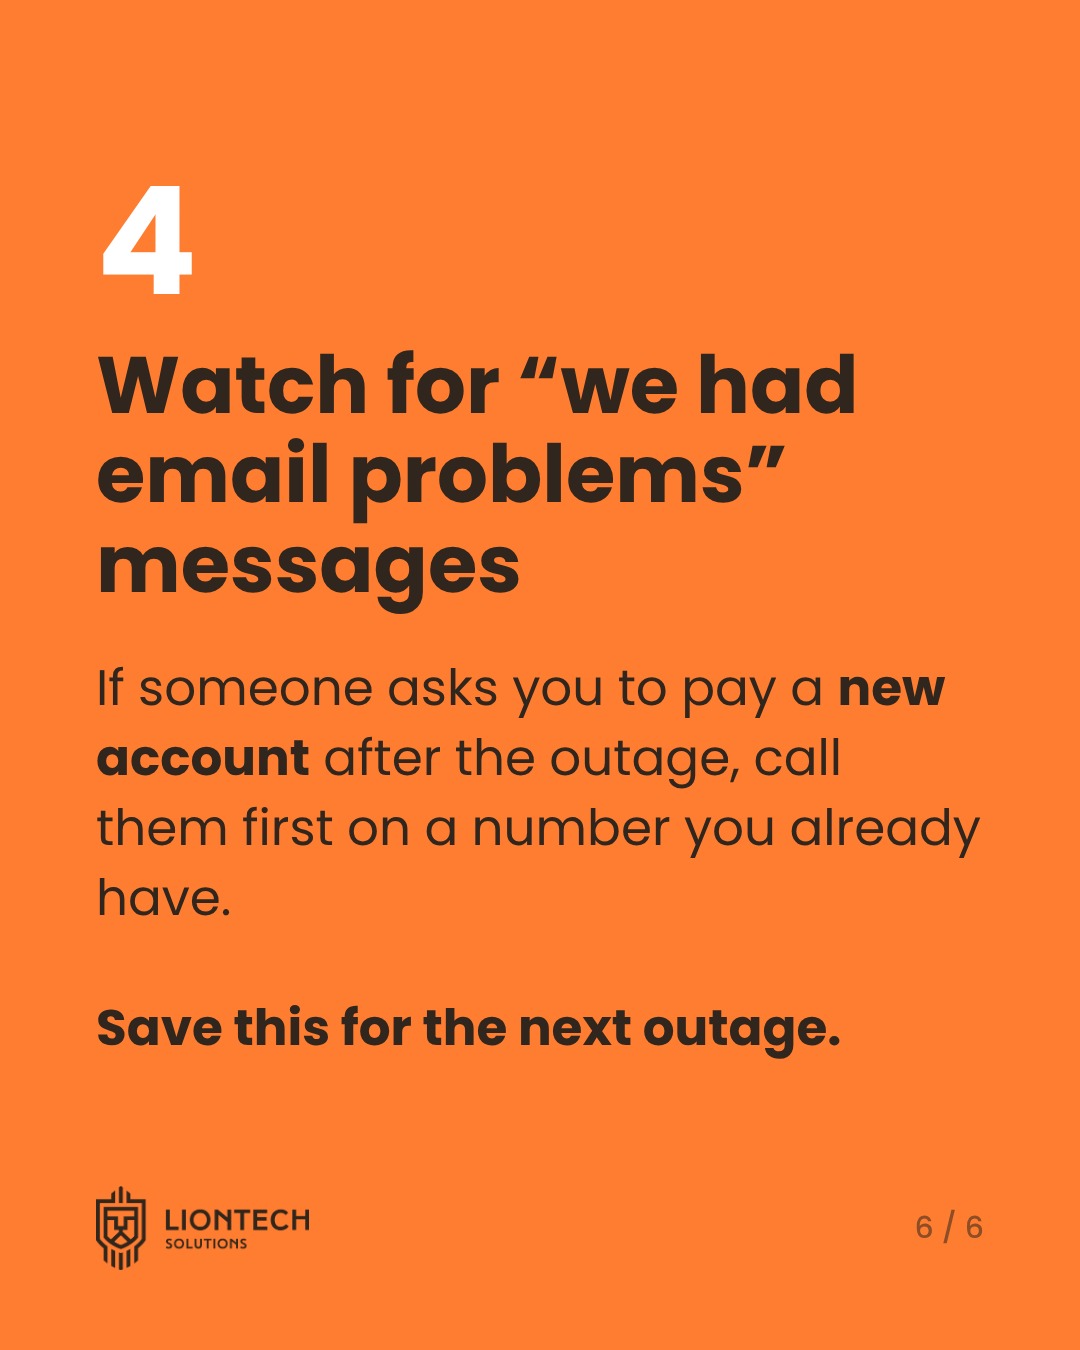 4
Watch for “we had
email problems”
messages
If someone asks you to pay a new
account after the outage, call
them first on a number you already
have.
Save this for the next outage.
LIONTECH
SOLUTIONS
6 / 6